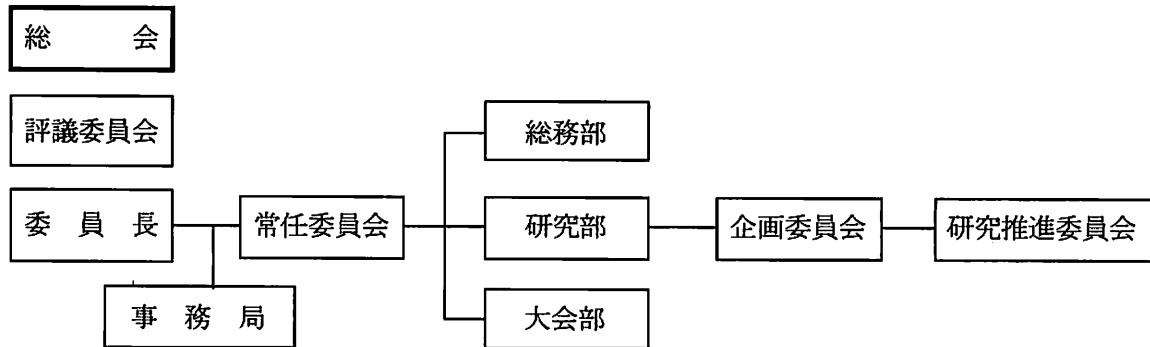 総会
評議委員会
委員長
事務局
常任委員会
総務部
研究部
大会部
企画委員会
研究推進委員会